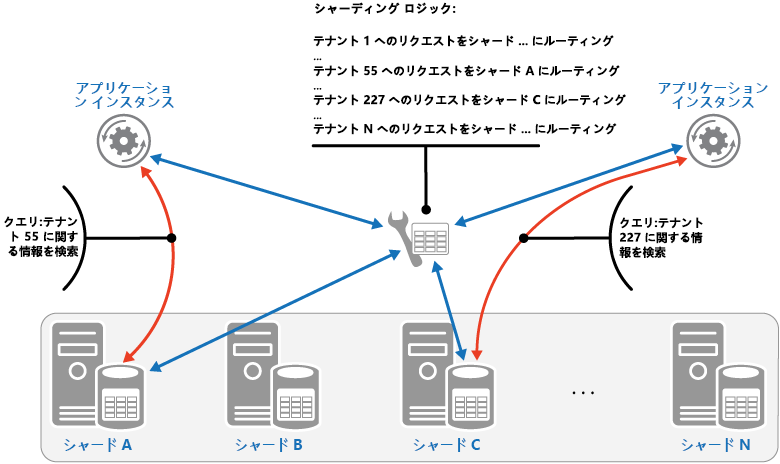 シャーディング ロジック:
テナント 1 へのリクエストをシャード ... にルーティング
...
テナント 55 へのリクエストをシャード A にルーティング
...
テナント 227 へのリクエストをシャード C にルーティング
...
テナント N へのリクエストをシャード ... にルーティング
アプリケーショ
ン インスタンス
アプリケーション
インスタンス
クエリ:テナン
ト 55 に関す
る情報を検索
クエリ:テナント
227 に関する情
報を検索
...
シャード A
シャード B
シャード C
シャード N